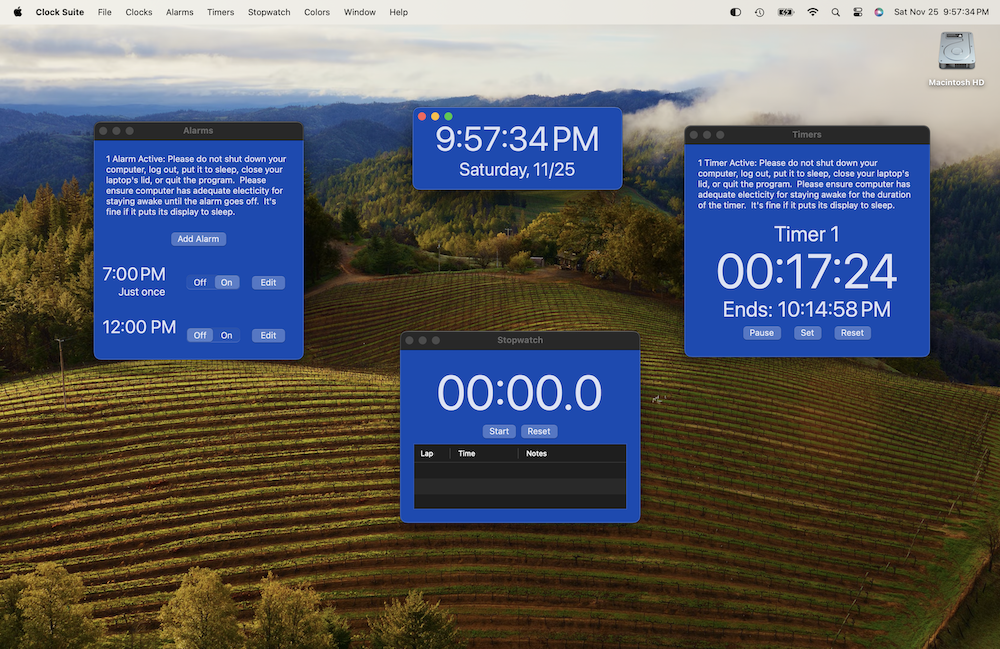 Clock Suite File Clocks Alarms Timers Stopwatch Colors Window Help Sat Nov 25 9:57:34 PM
Macintosh HD
Alarms
1 Alarm Active: Please do not shut down your
computer, log out, put it to sleep, close your
laptop's lid, or quit the program. Please
ensure computer has adequate electicity for
staying awake until the alarm goes off. It's
fine if it puts its display to sleep.
Add Alarm
7:00 PM Off On Edit
Just once
12:00 PM Off On Edit
9:57:34 PM
Saturday, 11/25
Timers
1 Timer Active: Please do not shut down your
computer, log out, put it to sleep, close your
laptop's lid, or quit the program. Please ensure computer has
adequate electicity for staying awake for the duration
of the timer. It's fine if it puts its display to sleep.
Timer 1
00:17:24
Ends: 10:14:58 PM
Pause Set Reset
Stopwatch
00:00.0
Start Reset
Lap Time Notes